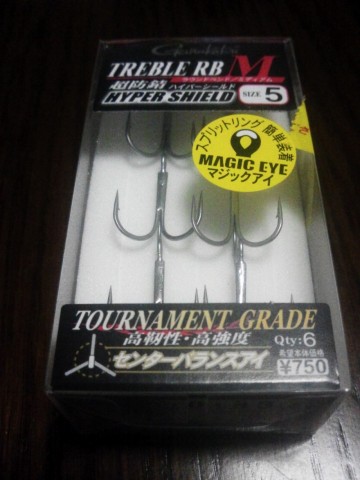 Gamakatsu
TREBLE RB M
ラウンドベンド/ミディアム
超防錆 ハイパーシールド
HYPER SHIELD
SIZE 5
スプリットリング簡単装着
MAGIC EYE
マジックアイ
TOURNAMENT GRADE
高靭性・高強度
Qty:6
センターバランスアイ
希望本体価格
¥750